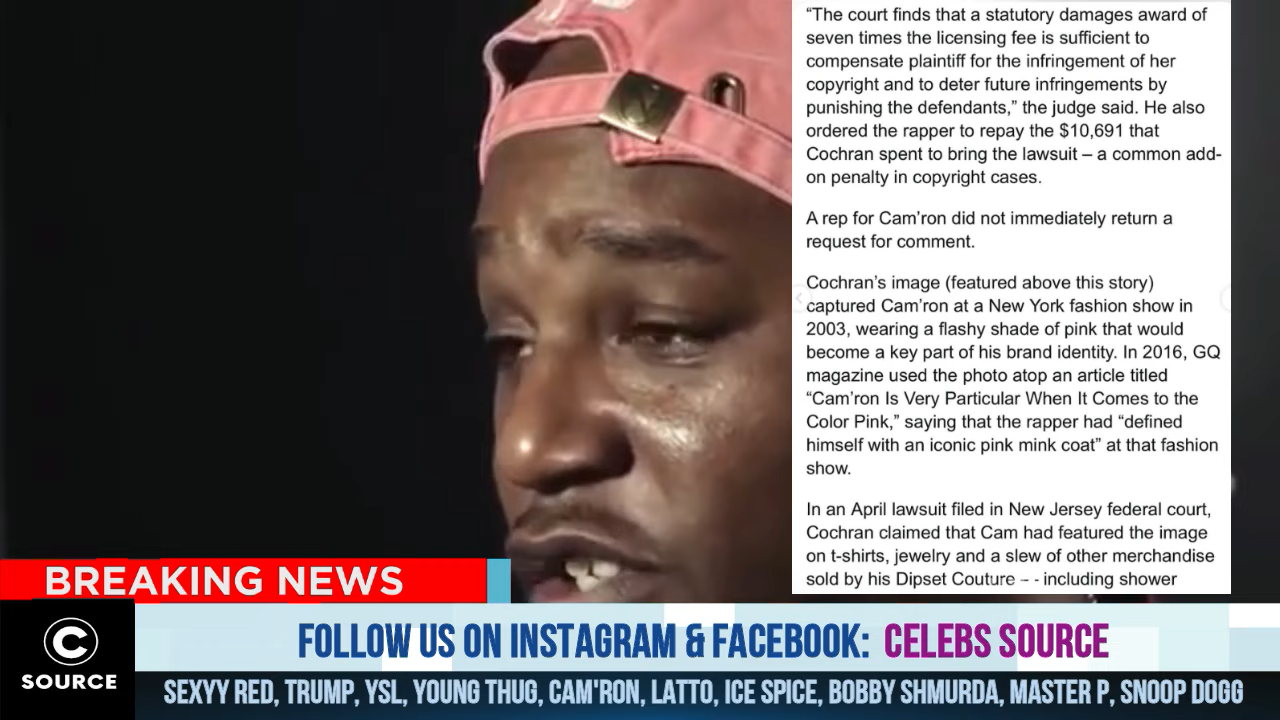 “The court finds that a statutory damages award of
seven times the licensing fee is sufficient to
compensate plaintiff for the infringement of her
copyright and to deter future infringements by
punishing the defendants,” the judge said. He also
ordered the rapper to repay the $10,691 that
Cochran spent to bring the lawsuit – a common add-
on penalty in copyright cases.
A rep for Cam’ron did not immediately return a
request for comment.
Cochran’s image (featured above this story)
captured Cam’ron at a New York fashion show in
2003, wearing a flashy shade of pink that would
become a key part of his brand identity. In 2016, GQ
magazine used the photo atop an article titled
“Cam’ron Is Very Particular When It Comes to the
Color Pink,” saying that the rapper had “defined
himself with an iconic pink mink coat” at that fashion
show.
In an April lawsuit filed in New Jersey federal court,
Cochran claimed that Cam had featured the image
on t-shirts, jewelry and a slew of other merchandise
sold by his Dipset Couture – - including shower
BREAKING NEWS
C
SOURCE
FOLLOW US ON INSTAGRAM & FACEBOOK: CELEBS SOURCE
SEXYY RED, TRUMP, YSL, YOUNG THUG, CAM'RON, LATTO, ICE SPICE, BOBBY SHMURDA, MASTER P, SNOOP DOGG